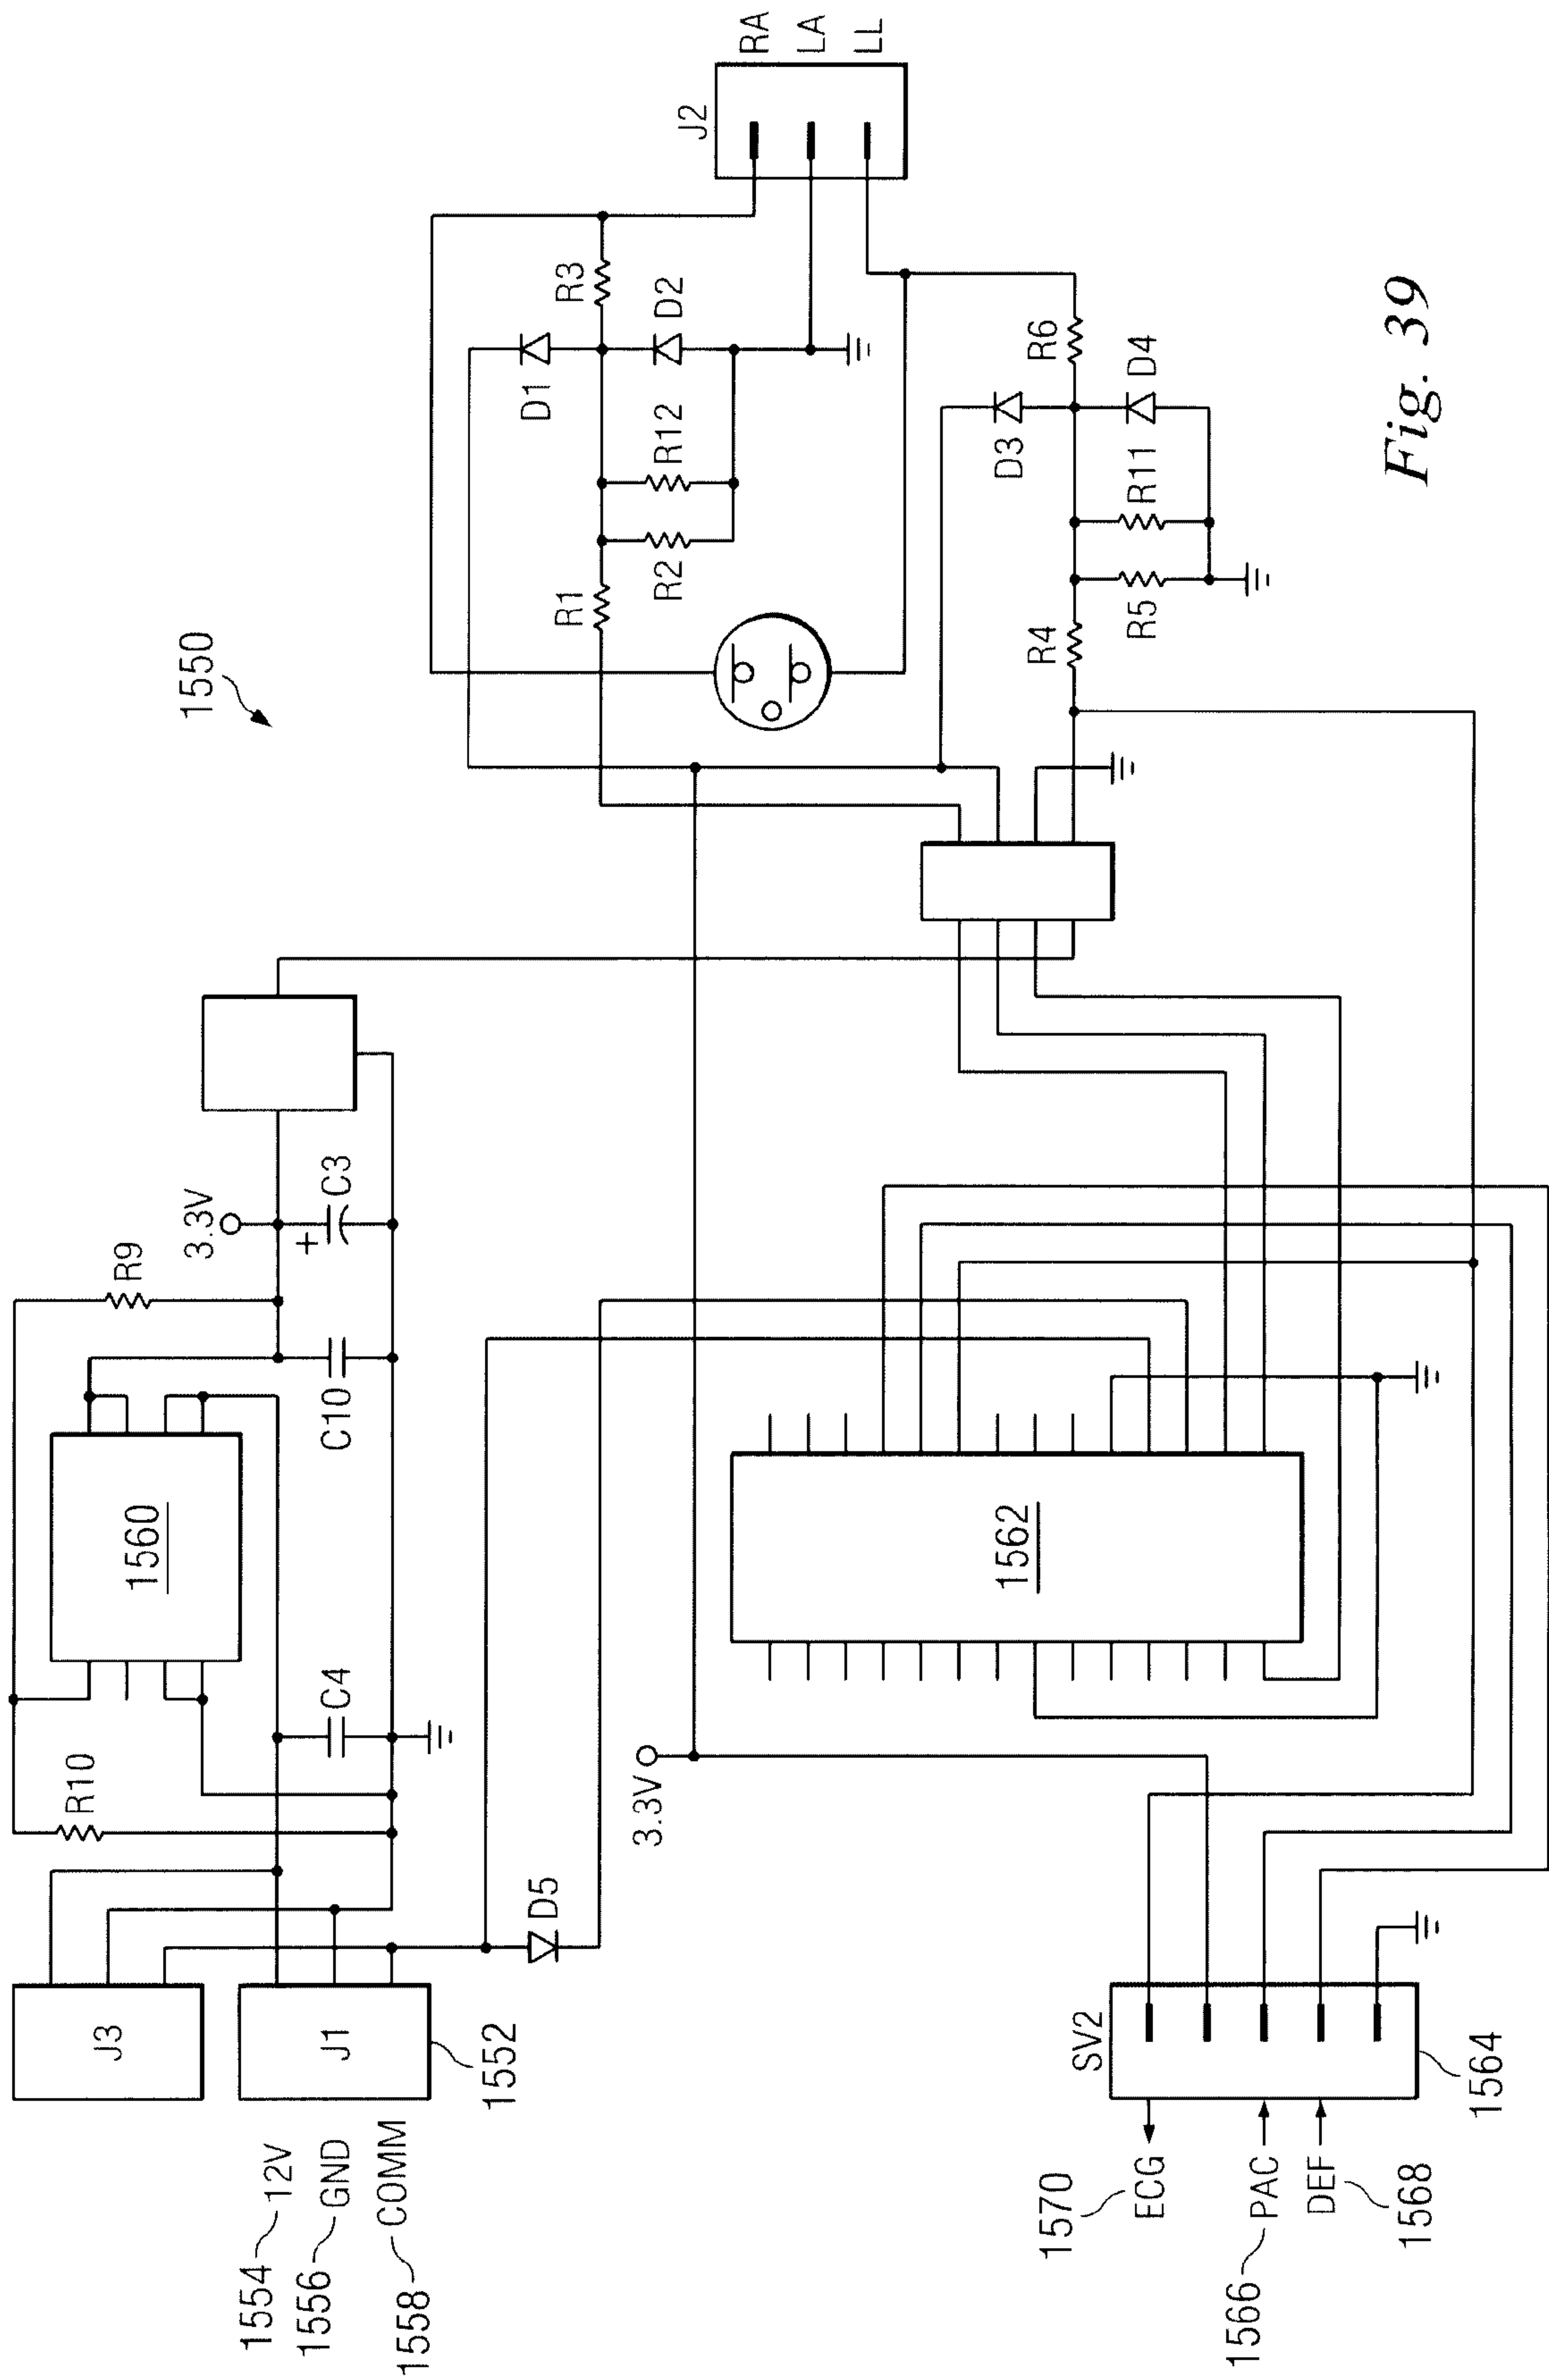 1550
J3
J1
1554
12V
1556
GND
1558
COMM
1552
R10
C4
1560
C10
R9
3.3V
+
C3
D5
3.3V
1562
SV2
1570
ECG
1566
PAC
DEF
1568
1564
D1
R3
R12
D2
R1
R2
J2
RA
LA
LL
D3
R6
R4
R5
R11
D4
Fig. 39